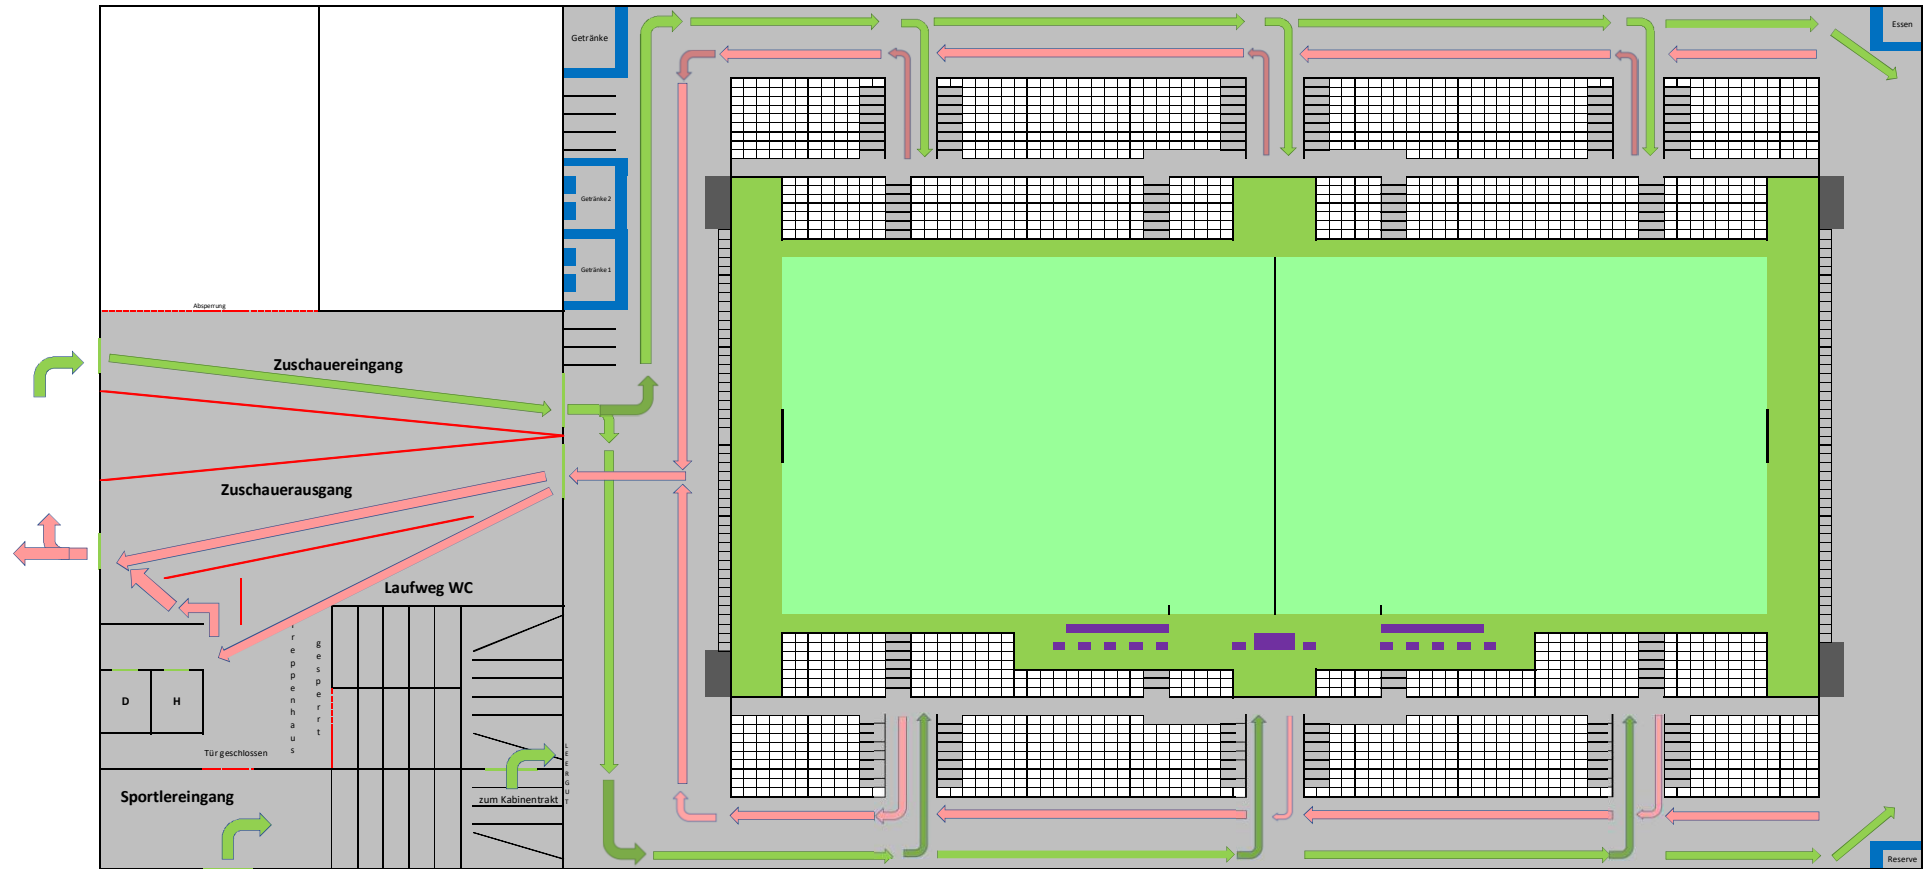 Getränke
Essen
Getränke 2
Getränke 1
Absperrung
Zuschauereingang
Zuschauerausgang
Laufweg WC
Treppenhaus
gesperrt
D
H
Tür geschlossen
LEERGUT
Sportlereingang
zum Kabinentrakt
Reserve